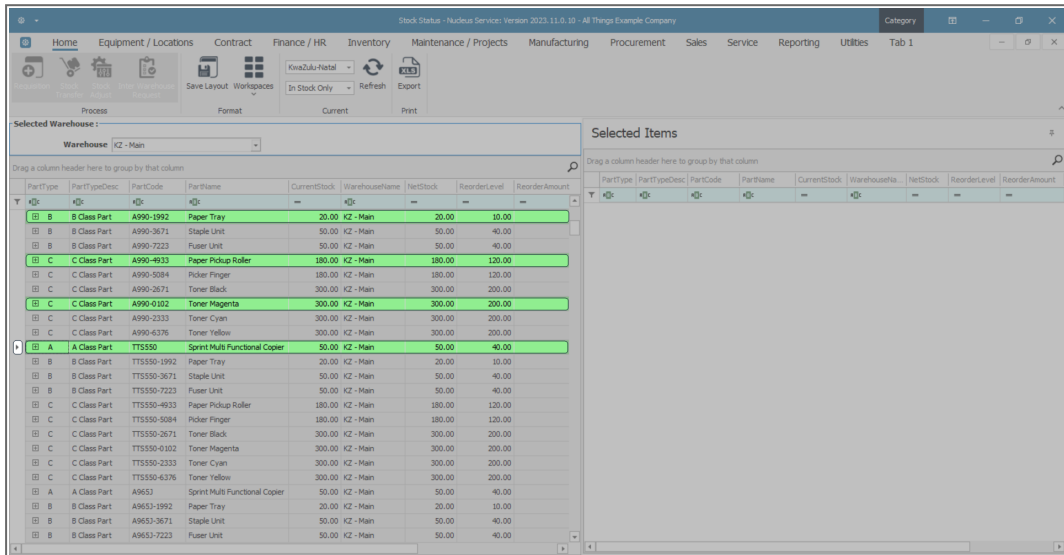 Stock Status - Nucleus Service: Version 2023.11.0.10 - All Things Example Company
Category
Home Equipment / Locations Contract Finance / HR Inventory Maintenance / Projects Manufacturing Procurement Sales Service Reporting Utilities Tab 1
KwaZulu-Natal
In Stock Only
Save Layout Workspaces Refresh Export
Process Format Current Print
Selected Warehouse :
Warehouse KZ - Main
Selected Items
Drag a column header here to group by that column
Drag a column header here to group by that column
PartType PartTypeDesc PartCode PartName CurrentStock WarehouseName NetStock ReorderLevel ReorderAmount
PartType PartTypeDesc PartCode PartName CurrentStock WarehouseNa... NetStock ReorderLevel ReorderAmount
B B Class Part A990-1992 Paper Tray 20.00 KZ - Main 20.00 10.00
B B Class Part A990-3671 Staple Unit 50.00 KZ - Main 50.00 40.00
B B Class Part A990-7223 Fuser Unit 50.00 KZ - Main 50.00 40.00
C C Class Part A990-4933 Paper Pickup Roller 180.00 KZ - Main 180.00 120.00
C C Class Part A990-5084 Picker Finger 180.00 KZ - Main 180.00 120.00
C C Class Part A990-2671 Toner Black 300.00 KZ - Main 300.00 200.00
C C Class Part A990-0102 Toner Magenta 300.00 KZ - Main 300.00 200.00
C C Class Part A990-2333 Toner Cyan 300.00 KZ - Main 300.00 200.00
C C Class Part A990-6376 Toner Yellow 300.00 KZ - Main 300.00 200.00
A A Class Part TTS550 Sprint Multi Functional Copier 50.00 KZ - Main 50.00 40.00
B B Class Part TTS550-1992 Paper Tray 20.00 KZ - Main 20.00 10.00
B B Class Part TTS550-3671 Staple Unit 50.00 KZ - Main 50.00 40.00
B B Class Part TTS550-7223 Fuser Unit 50.00 KZ - Main 50.00 40.00
C C Class Part TTS550-4933 Paper Pickup Roller 180.00 KZ - Main 180.00 120.00
C C Class Part TTS550-5084 Picker Finger 180.00 KZ - Main 180.00 120.00
C C Class Part TTS550-2671 Toner Black 300.00 KZ - Main 300.00 200.00
C C Class Part TTS550-0102 Toner Magenta 300.00 KZ - Main 300.00 200.00
C C Class Part TTS550-2333 Toner Cyan 300.00 KZ - Main 300.00 200.00
C C Class Part TTS550-6376 Toner Yellow 300.00 KZ - Main 300.00 200.00
A A Class Part A965J Sprint Multi Functional Copier 50.00 KZ - Main 50.00 40.00
B B Class Part A965J-1992 Paper Tray 20.00 KZ - Main 20.00 10.00
B B Class Part A965J-3671 Staple Unit 50.00 KZ - Main 50.00 40.00
B B Class Part A965J-7223 Fuser Unit 50.00 KZ - Main 50.00 40.00